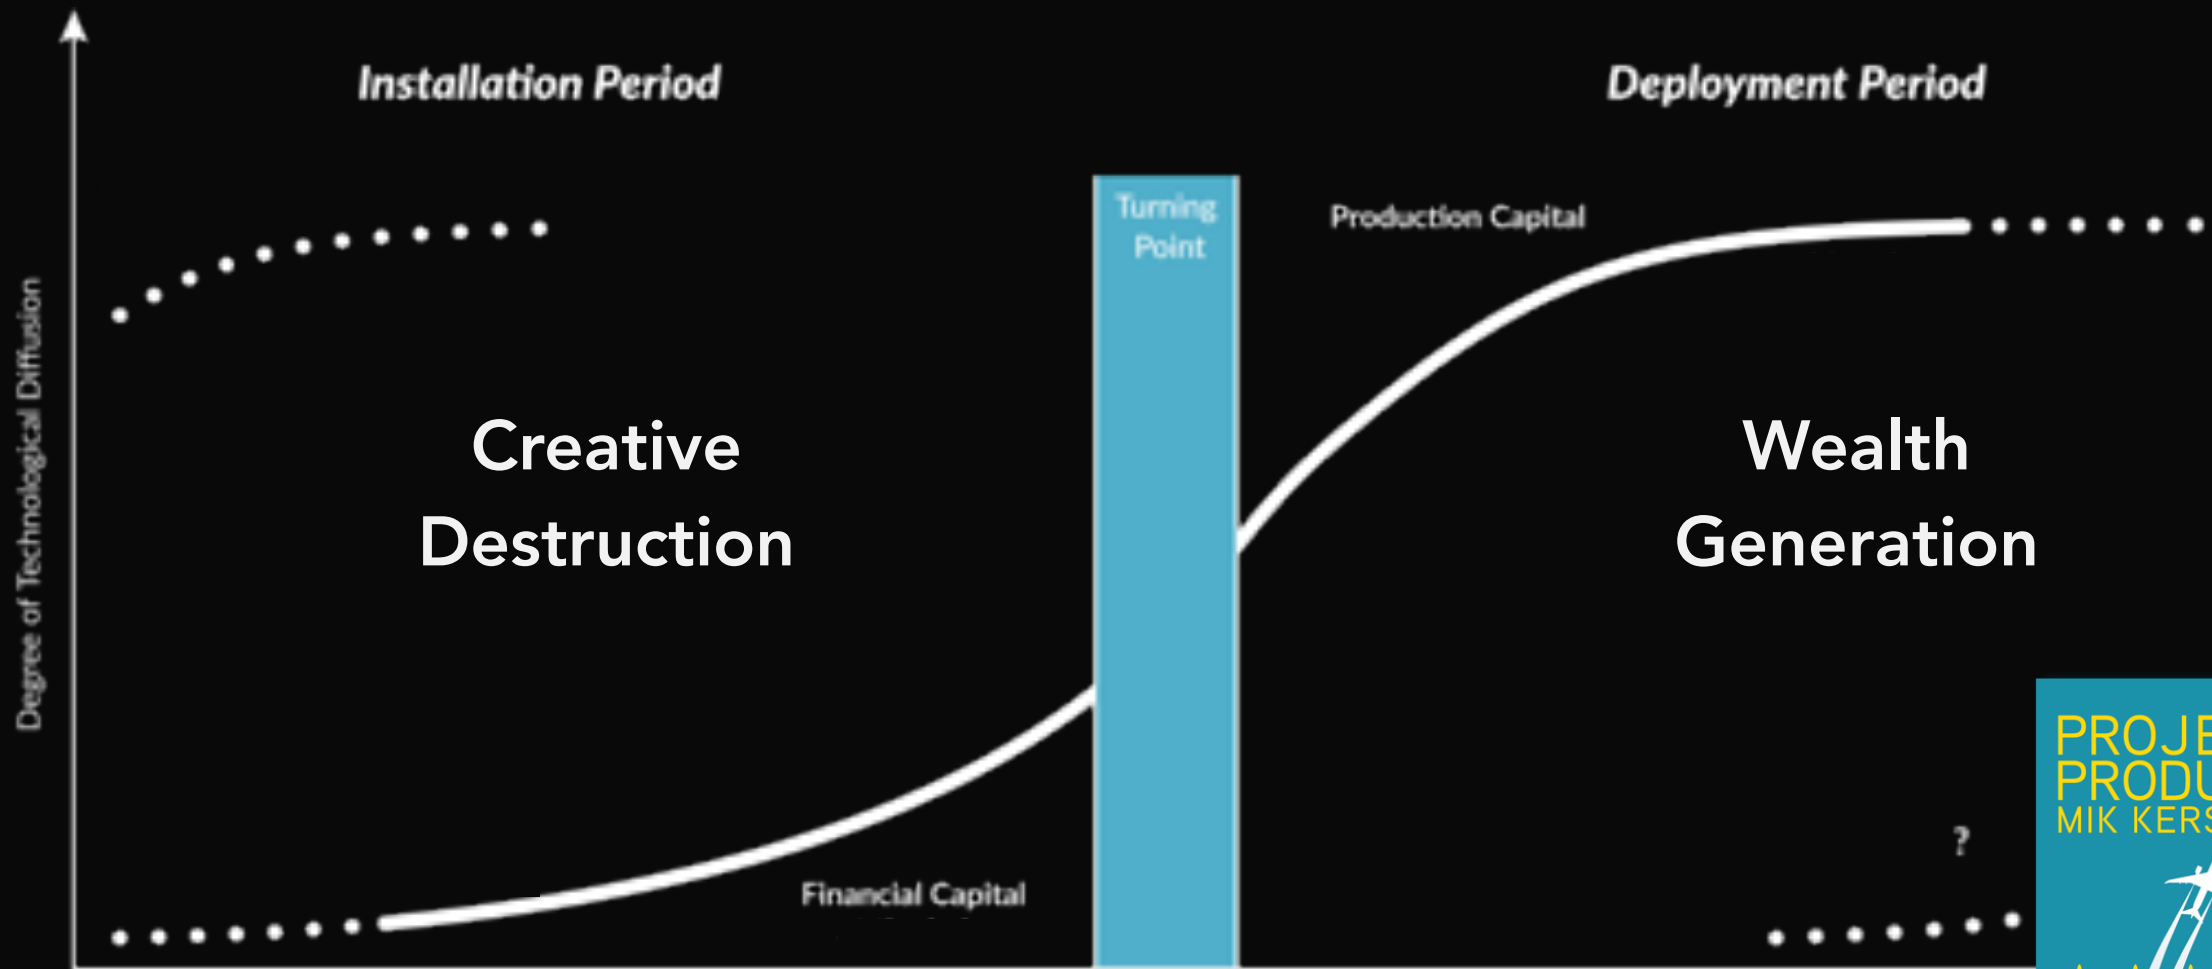 Installation Period
Deployment Period
Turning
Point
Production Capital
Degree of Technological Diffusion
Creative
Destruction
Wealth
Generation
Financial Capital
?
PROJE
PRODU
MIK KERS